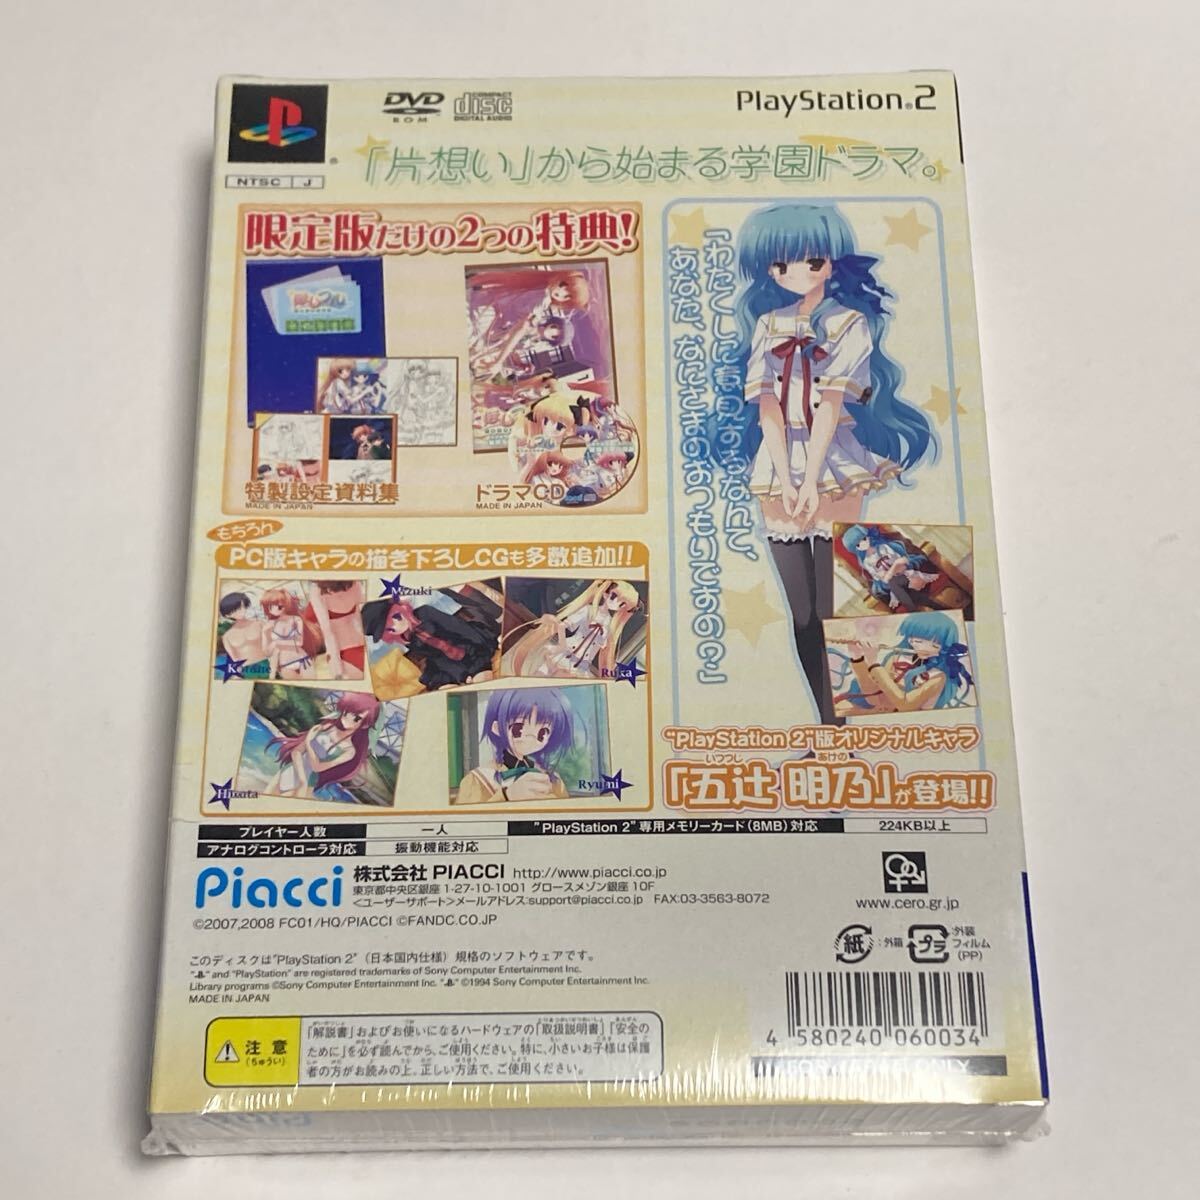 DVD
ROM
COMPACT
disc
DIGITAL AUDIO
PlayStation®2
NTSC J
「片想い」から始まる学園ドラマ。
限定版だけの2つの特典!
ほしフル
特製設定資料集
MADE IN JAPAN
ドラマCD
MADE IN JAPAN
「わたくしに意見するなんて、
あなた、なにさまのおつもりですの?」
もちろん
PC版キャラの描き下ろしCGも多数追加!!
Kotone
Mizuki
Ruka
Hinata
Ryumi
"PlayStation 2"版オリジナルキャラ
いつつじ あけの
「五辻 明乃」が登場!!
プレイヤー人数 一人 "PlayStation 2"専用メモリーカード(8MB)対応 224KB以上
アナログコントローラ対応 振動機能対応
Piacci
株式会社 PIACCI http://www.piacci.co.jp
東京都中央区銀座 1-27-10-1001 グロースメゾン銀座 10F
<ユーザーサポート>メールアドレス:support@piacci.co.jp FAX:03-3563-8072
©2007,2008 FC01/HQ/PIACCI ©FANDC.CO.JP
www.cero.gr.jp
紙 :外箱 プラ :外装フィルム(PP)
このディスクは"PlayStation 2"(日本国内仕様)規格のソフトウェアです。
and "PlayStation" are registered trademarks of Sony Computer Entertainment Inc.
Library programs ©Sony Computer Entertainment Inc. ©1994 Sony Computer Entertainment Inc.
MADE IN JAPAN
注意
(ちゅうい)
「解説書」およびお使いになるハードウェアの「取扱説明書」「安全の
ために」を必ず読んでから、ご使用ください。特に、小さいお子様は保護
者の方がお読みの上、正しい方法で、ご使用ください。
4 580240 060034